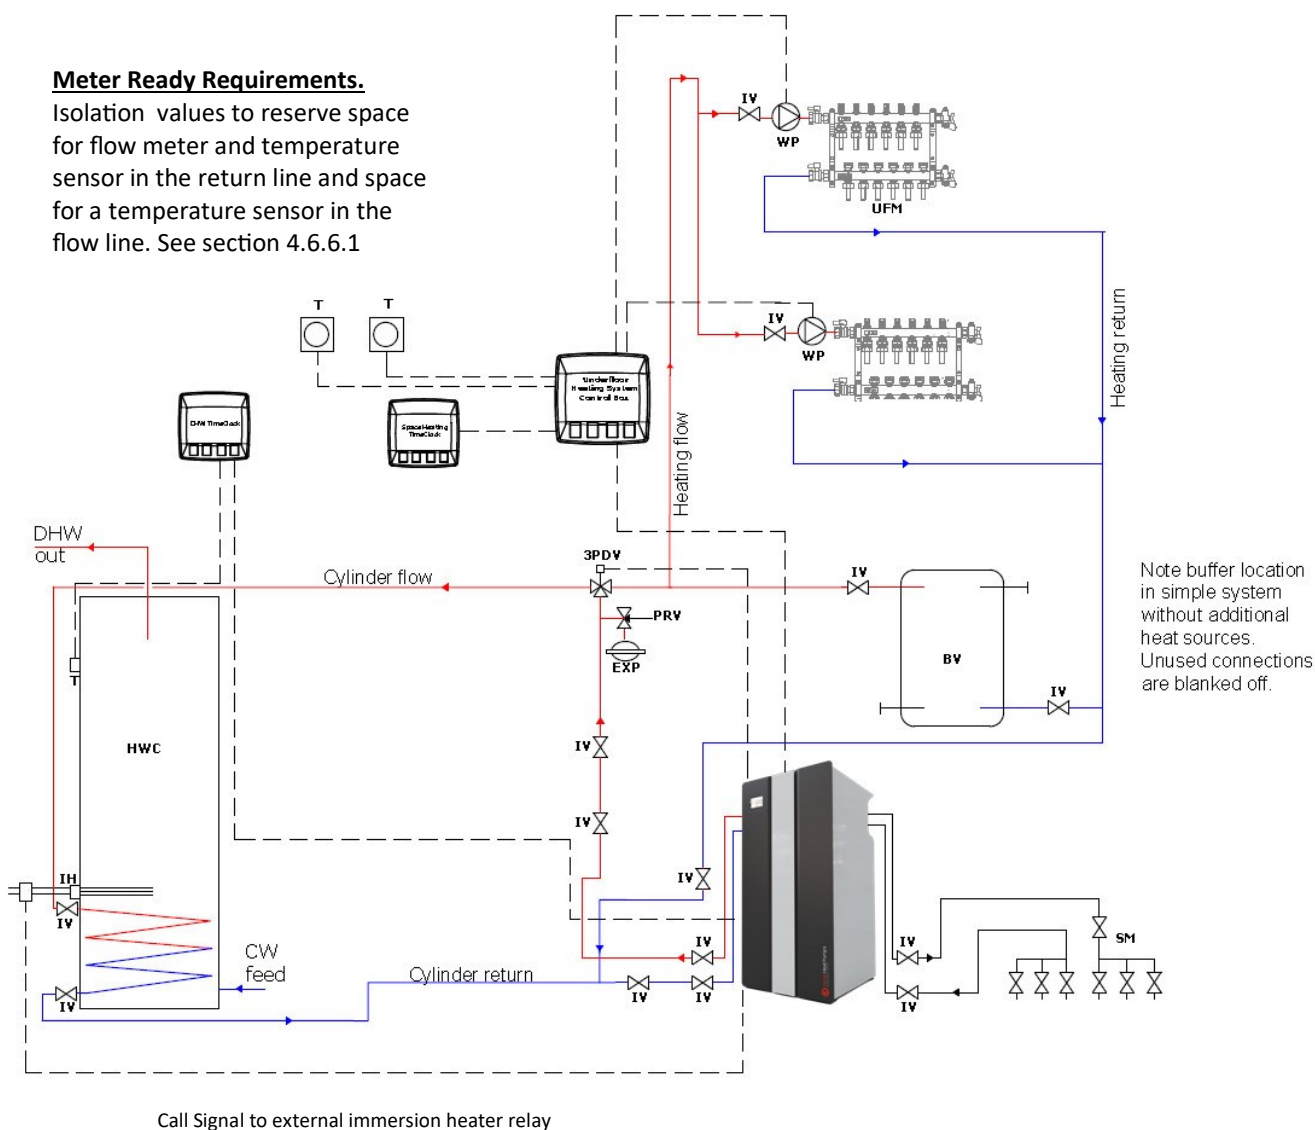 Meter Ready Requirements.
Isolation values to reserve space
for flow meter and temperature
sensor in the return line and space
for a temperature sensor in the
flow line. See section 4.6.6.1
IV
WP
UFM
T
T
IV
WP
Underfloor
Heating System
Control Box
DHW TimeClock
Space Heating
TimeClock
Heating flow
Heating return
DHW
out
Cylinder flow
3PDV
IV
PRV
EXP
BV
IV
Note buffer location
in simple system
without additional
heat sources.
Unused connections
are blanked off.
T
HWC
IV
IV
IH
IV
IV
CW
feed
IV
Cylinder return
IV
IV
IV
IV
IV
SM
Call Signal to external immersion heater relay